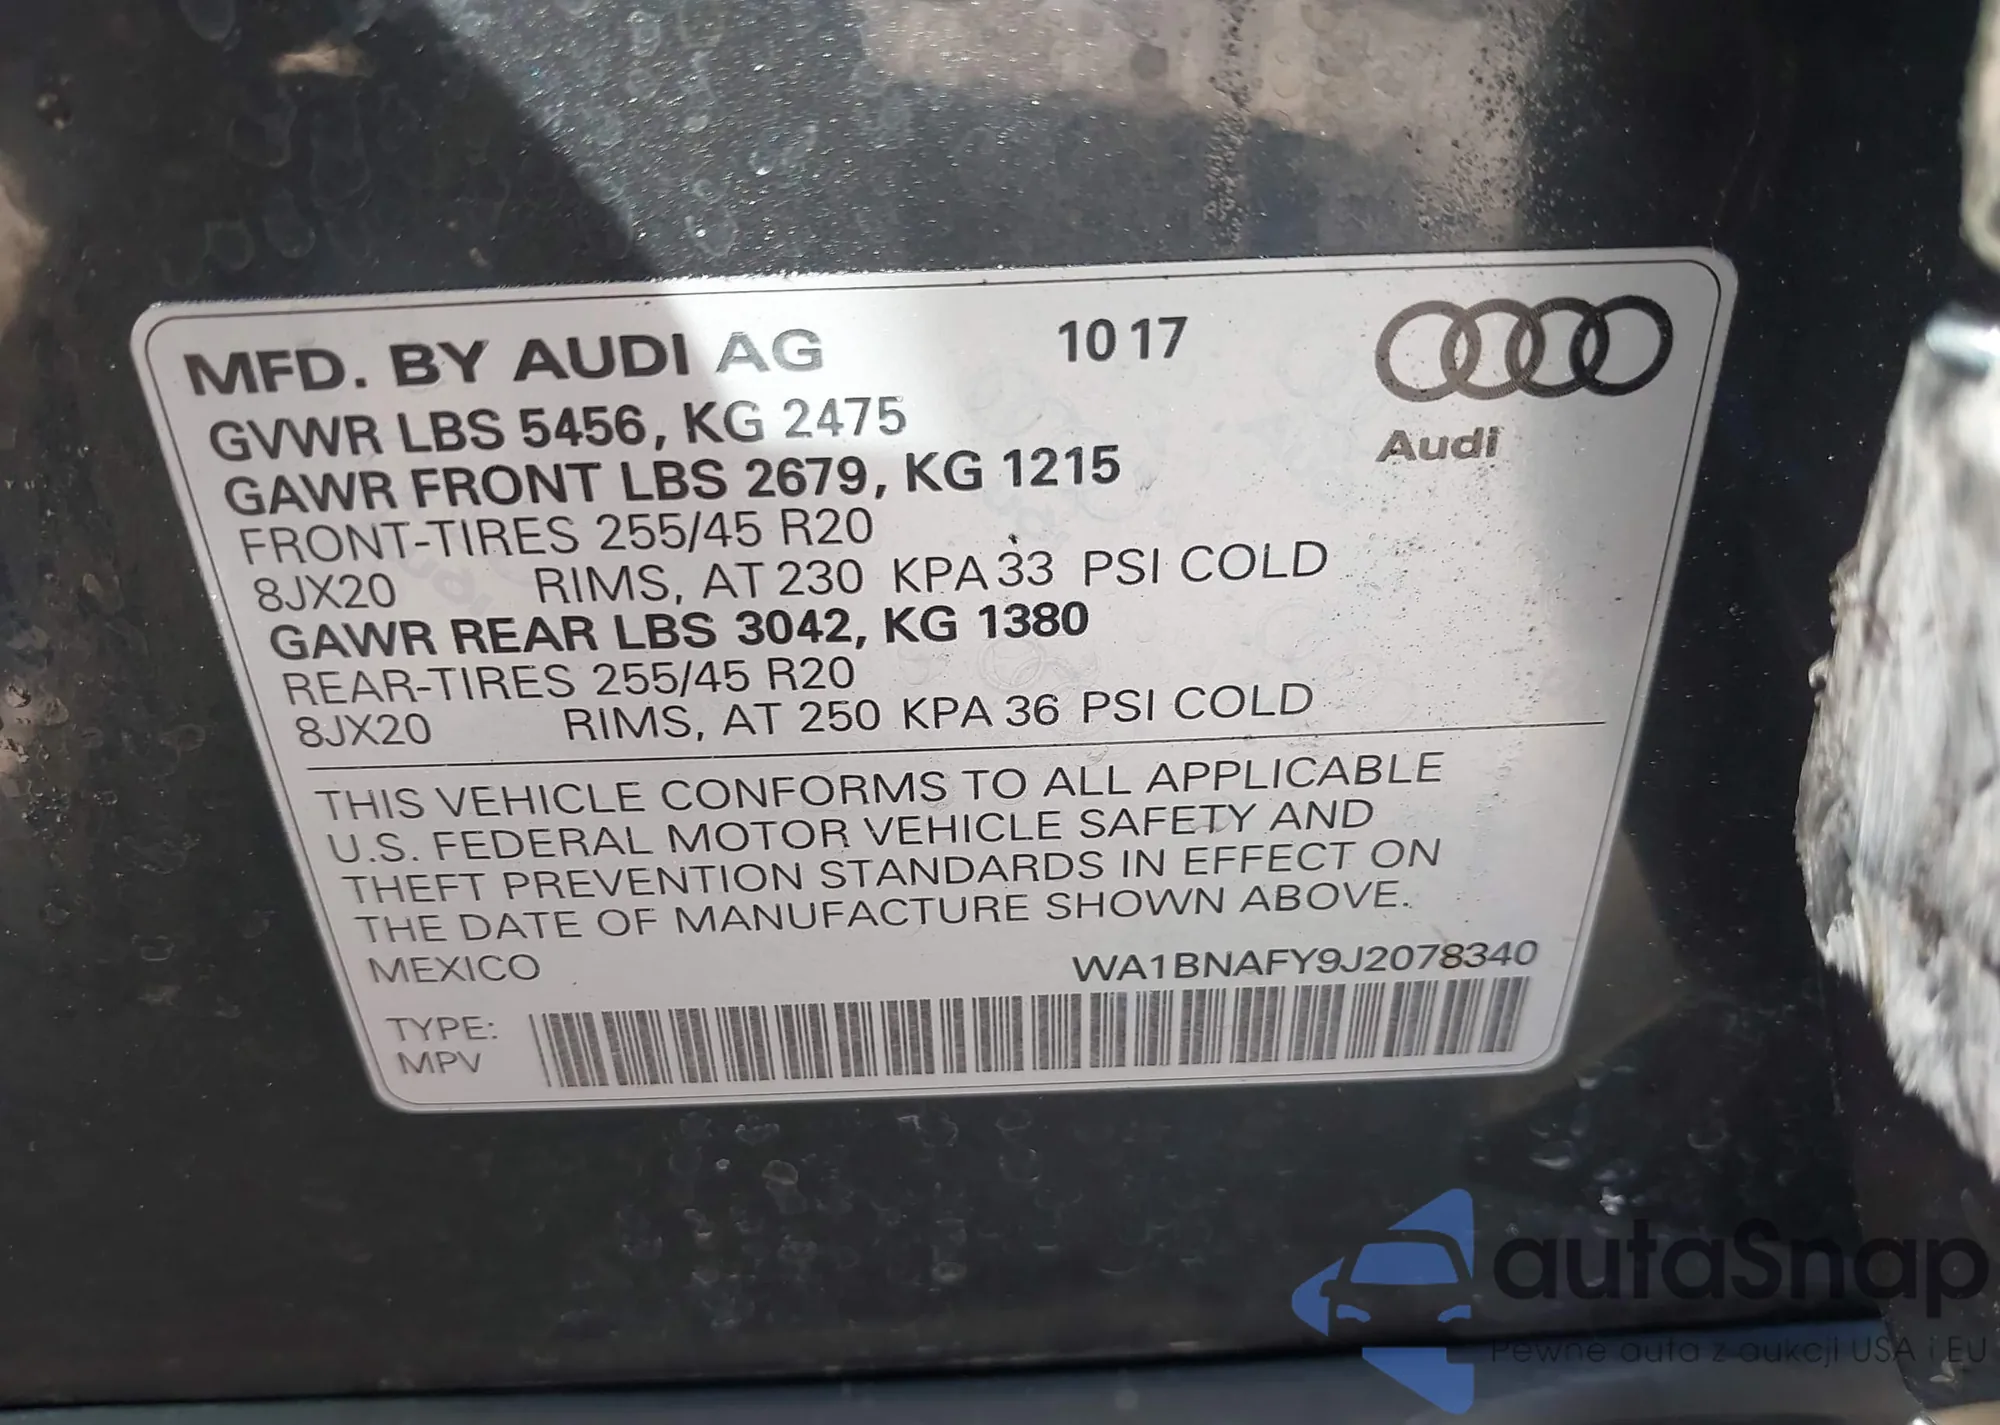 MFD. BY AUDI AG 10 17
GVWR LBS 5456, KG 2475
Audi
GAWR FRONT LBS 2679, KG 1215
FRONT-TIRES 255/45 R20
8JX20 RIMS, AT 230 KPA 33 PSI COLD
GAWR REAR LBS 3042, KG 1380
REAR-TIRES 255/45 R20
8JX20 RIMS, AT 250 KPA 36 PSI COLD
THIS VEHICLE CONFORMS TO ALL APPLICABLE
U.S. FEDERAL MOTOR VEHICLE SAFETY AND
THEFT PREVENTION STANDARDS IN EFFECT ON
THE DATE OF MANUFACTURE SHOWN ABOVE.
MEXICO WA1BNAFY9J2078340
TYPE:
MPV
autaSnap
Pewne auta z aukcji USA i EU